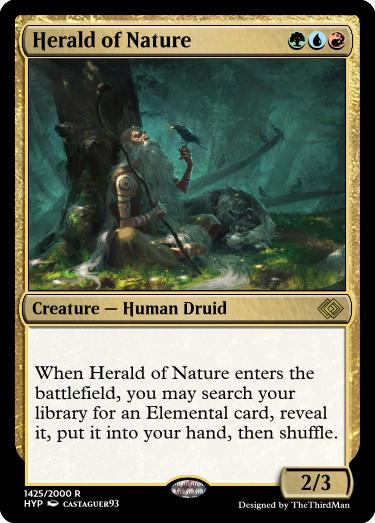 Herald of Nature
Creature — Human Druid
When Herald of Nature enters the
battlefield, you may search your
library for an Elemental card, reveal
it, put it into your hand, then shuffle.
2/3
1425/2000 R
HYP CASTAGUER93
Designed by TheThirdMan